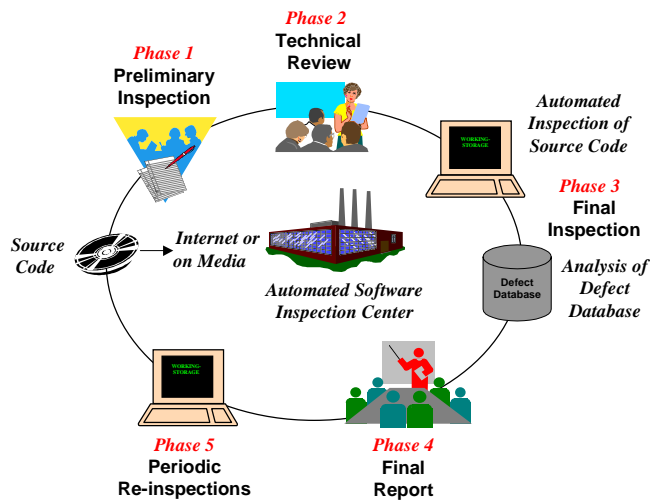 Phase 1
Preliminary
Inspection
Phase 2
Technical
Review
WORKING-
STORAGE
Automated
Inspection of
Source Code
Phase 3
Final
Inspection
Defect
Database
Analysis of
Defect
Database
Source
Code
Internet or
on Media
Automated Software
Inspection Center
Phase 4
Final
Report
WORKING-
STORAGE
Phase 5
Periodic
Re-inspections